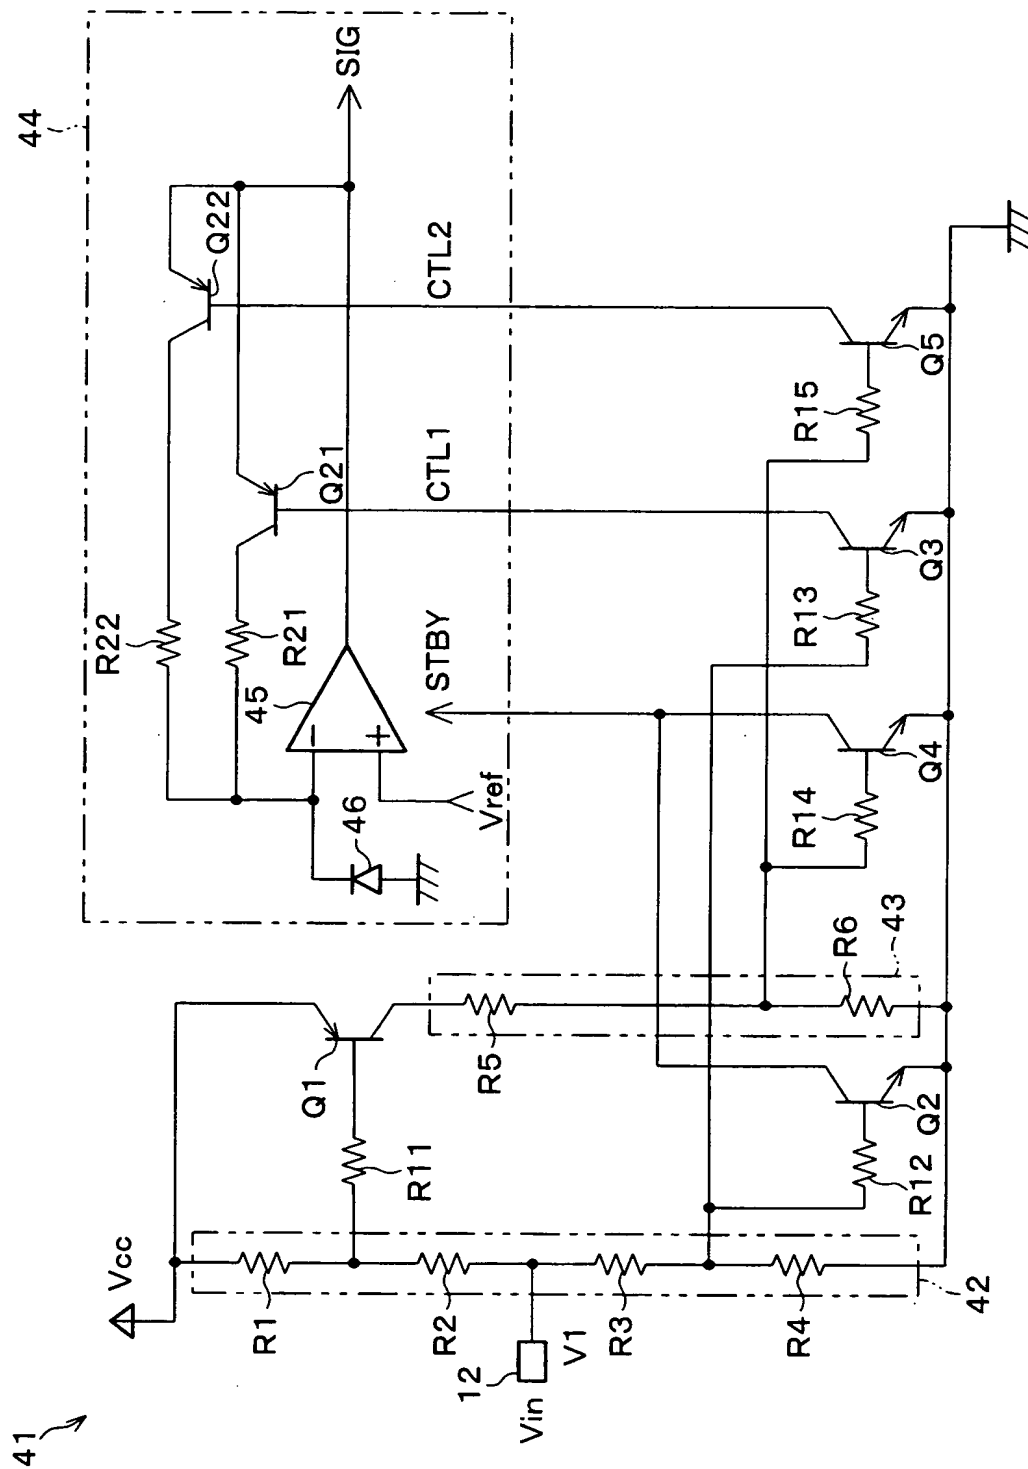 41
Vcc
R1
R2
12
Vin
V1
R3
R4
42
Q1
R11
R5
R12
Q2
R6
43
44
R22
R21
45
46
Vref
−
+
STBY
Q21
CTL1
Q22
CTL2
SIG
R14
Q4
R13
Q3
R15
Q5